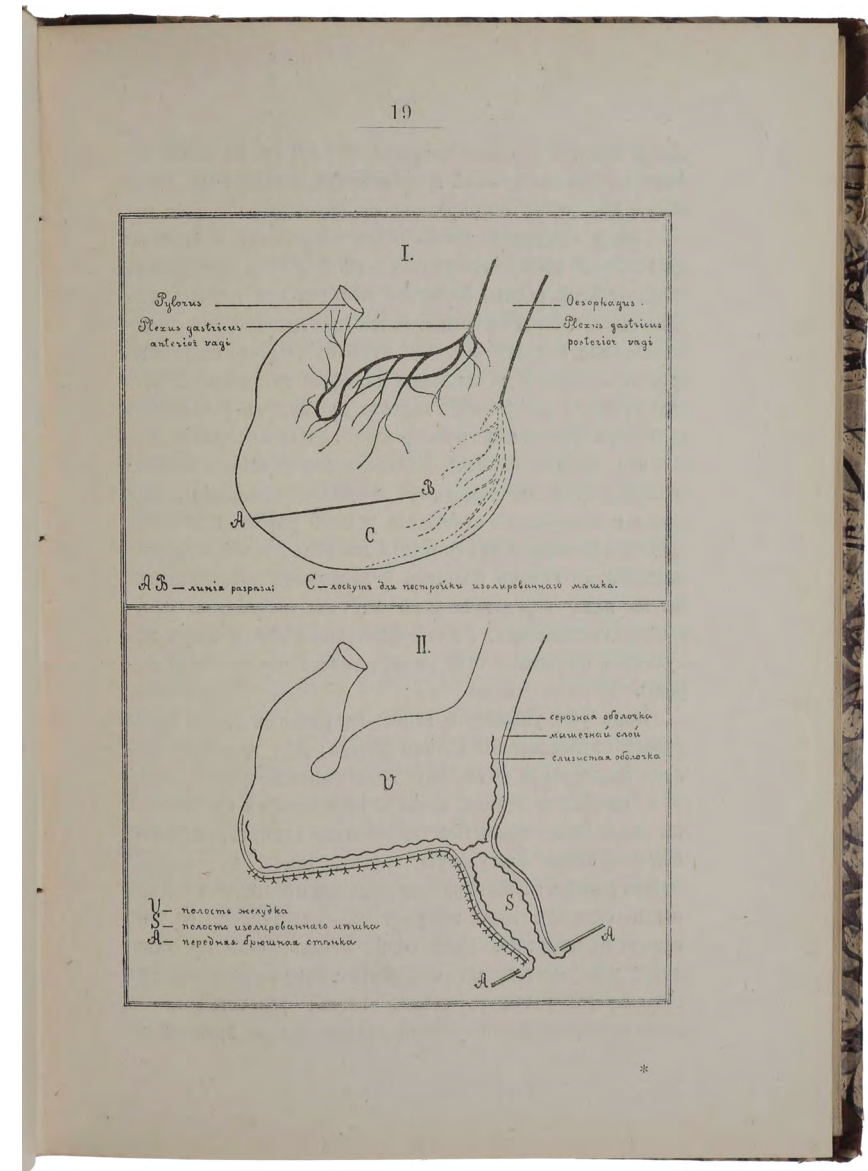 19
I.
Pylorus
Plexus gastricus
anterior vagi
Oesophagus.
Plexus gastricus
posterior vagi
A
B
C
A B — линія разрѣза; C — лоскутъ для постройки изолированнаго мѣшка.
II.
серозная оболочка
мышечный слой
слизистая оболочка
V
S
A
A
V — полость желудка
S — полость изолированнаго мѣшка
A — передняя брюшная стѣнка
*